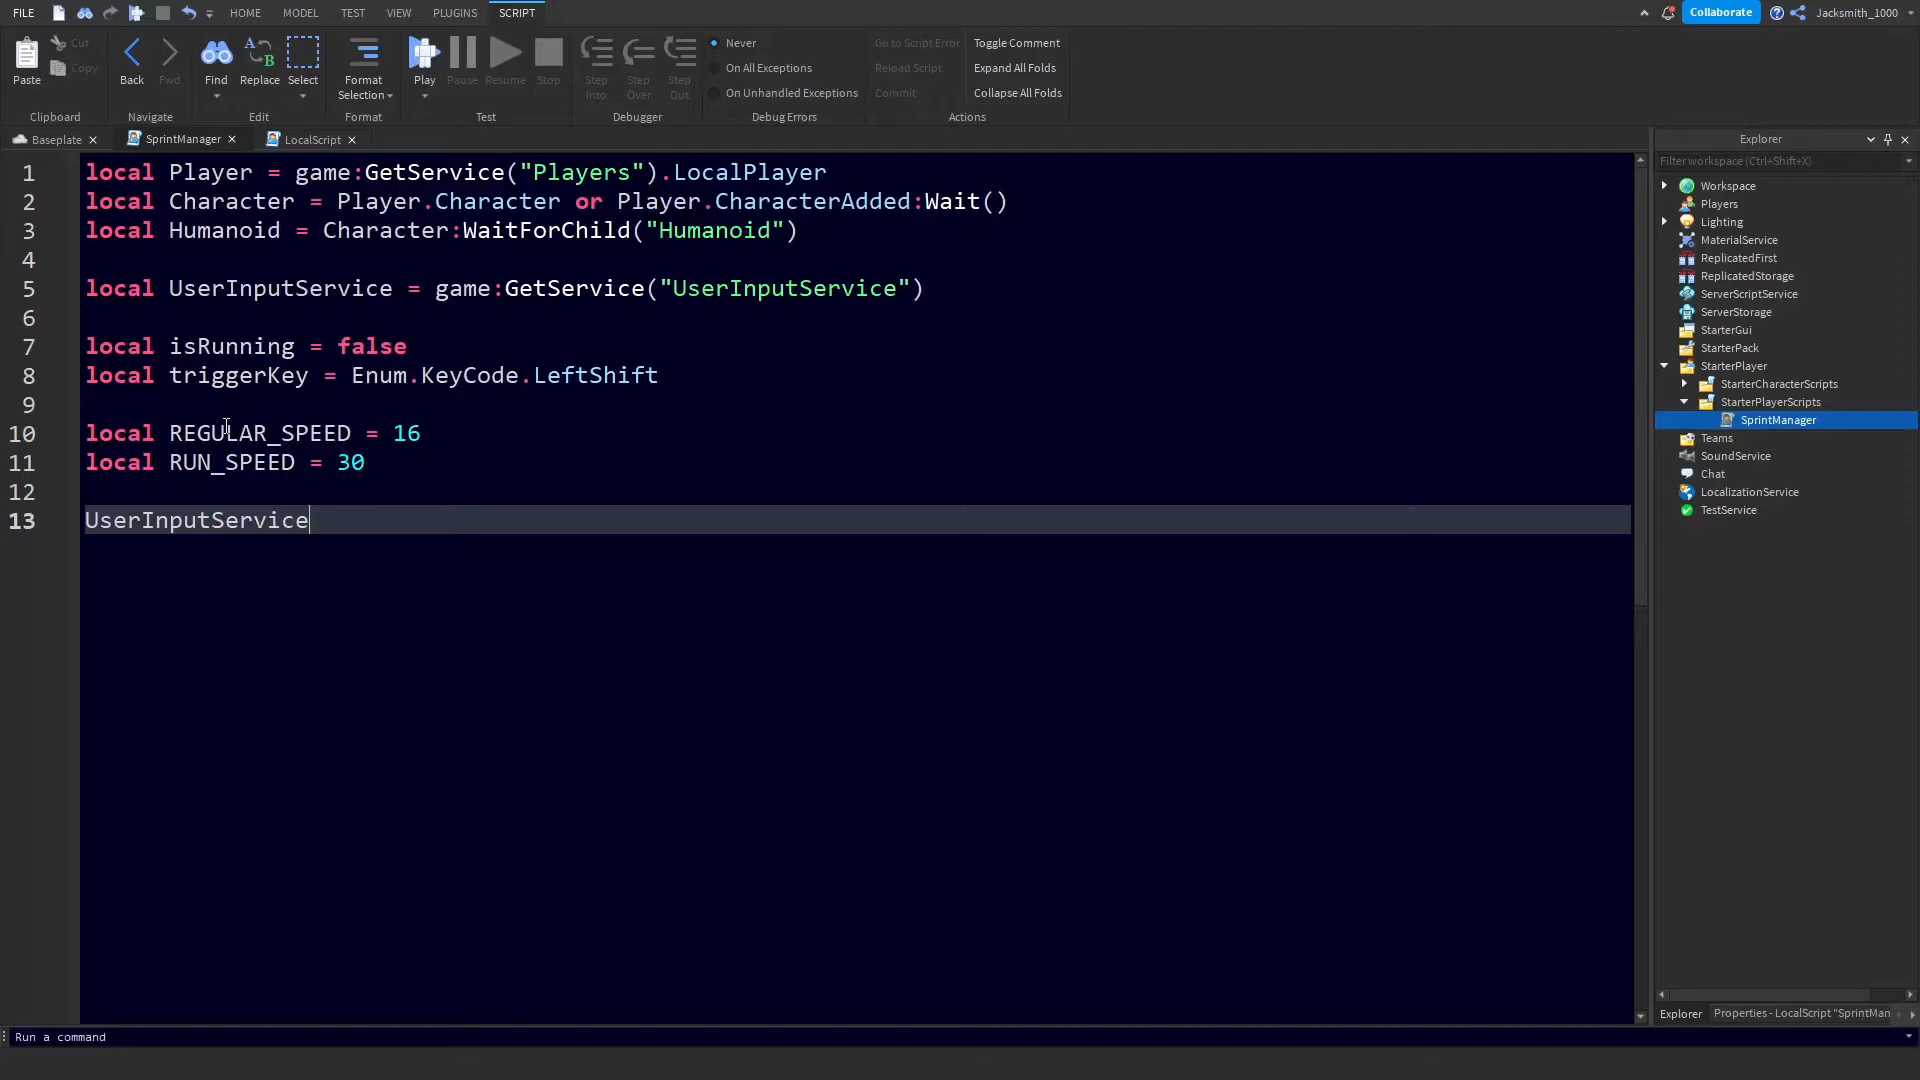 FILE HOME MODEL TEST VIEW PLUGINS SCRIPT Collaborate Jacksmith_1000
Paste Cut Copy Back Fwd Find Replace Select Format Selection Play Pause Resume Stop Step Into Step Over Step Out
Never Go to Script Error Toggle Comment
On All Exceptions Reload Script Expand All Folds
On Unhandled Exceptions Commit Collapse All Folds
Clipboard Navigate Edit Format Test Debugger Debug Errors Actions
Baseplate SprintManager LocalScript
1 local Player = game:GetService("Players").LocalPlayer
2 local Character = Player.Character or Player.CharacterAdded:Wait()
3 local Humanoid = Character:WaitForChild("Humanoid")
4
5 local UserInputService = game:GetService("UserInputService")
6
7 local isRunning = false
8 local triggerKey = Enum.KeyCode.LeftShift
9
10 local REGULAR_SPEED = 16
11 local RUN_SPEED = 30
12
13 UserInputService
Explorer
Filter workspace (Ctrl+Shift+X)
Workspace
Players
Lighting
MaterialService
ReplicatedFirst
ReplicatedStorage
ServerScriptService
ServerStorage
StarterGui
StarterPack
StarterPlayer
StarterCharacterScripts
StarterPlayerScripts
SprintManager
Teams
SoundService
Chat
LocalizationService
TestService
Explorer Properties - LocalScript "SprintMan
Run a command